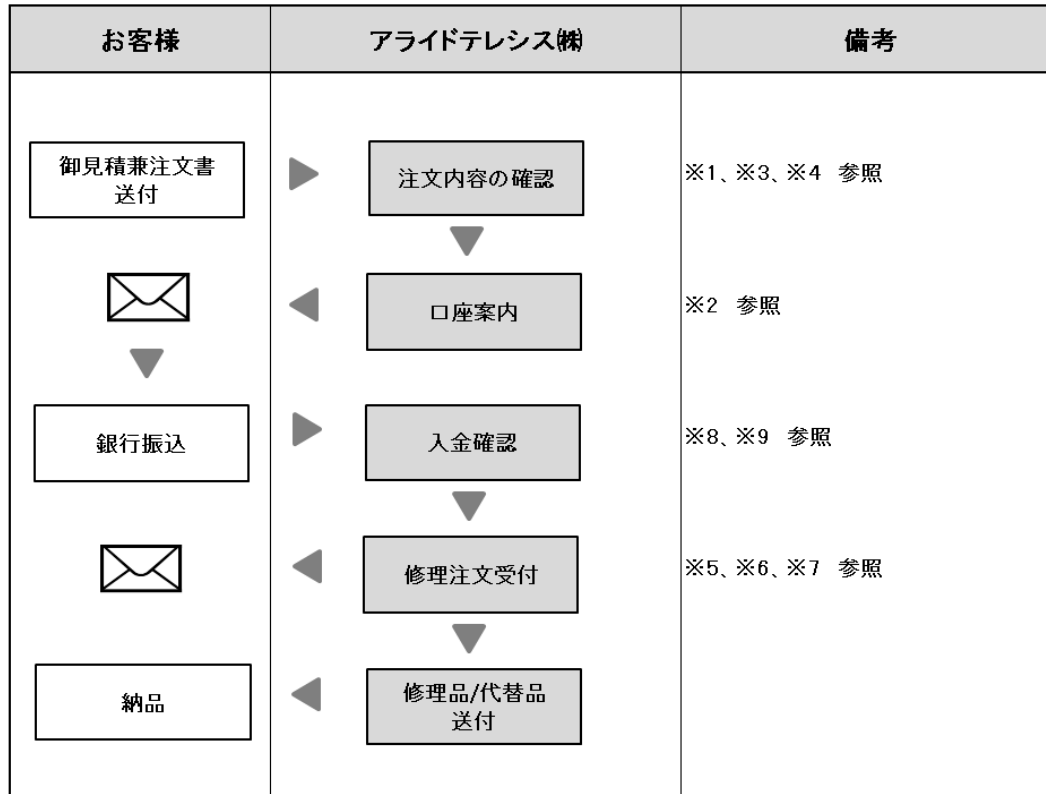 お客様
アライドテレシス㈱
備考
御見積兼注文書
送付
注文内容の確認
※1、※3、※4 参照
口座案内
※2 参照
銀行振込
入金確認
※8、※9 参照
修理注文受付
※5、※6、※7 参照
納品
修理品/代替品
送付